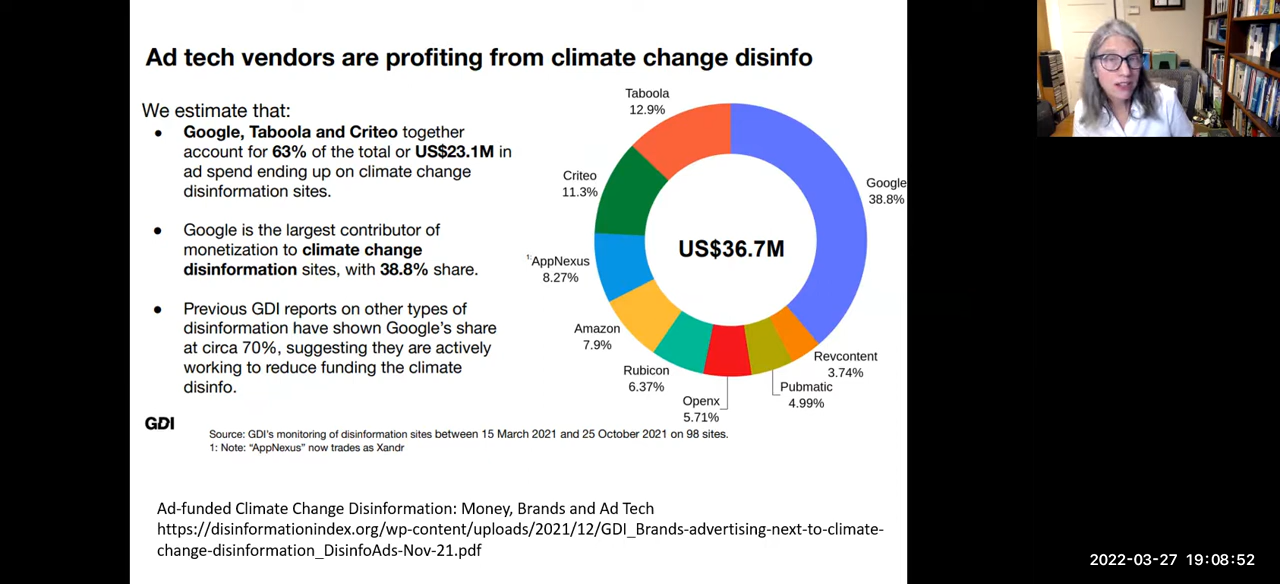 Ad tech vendors are profiting from climate change disinfo
We estimate that:
• Google, Taboola and Criteo together
account for 63% of the total or US$23.1M in
ad spend ending up on climate change
disinformation sites.
• Google is the largest contributor of
monetization to climate change
disinformation sites, with 38.8% share.
• Previous GDI reports on other types of
disinformation have shown Google's share
at circa 70%, suggesting they are actively
working to reduce funding the climate
disinfo.
Taboola
12.9%
Google
38.8%
Criteo
11.3%
US$36.7M
1:AppNexus
8.27%
Amazon
7.9%
Rubicon
6.37%
Openx
5.71%
Pubmatic
4.99%
Revcontent
3.74%
GDI
Source: GDI's monitoring of disinformation sites between 15 March 2021 and 25 October 2021 on 98 sites.
1: Note: "AppNexus" now trades as Xandr
Ad-funded Climate Change Disinformation: Money, Brands and Ad Tech
https://disinformationindex.org/wp-content/uploads/2021/12/GDI_Brands-advertising-next-to-climate-
change-disinformation_DisinfoAds-Nov-21.pdf
2022-03-27 19:08:52